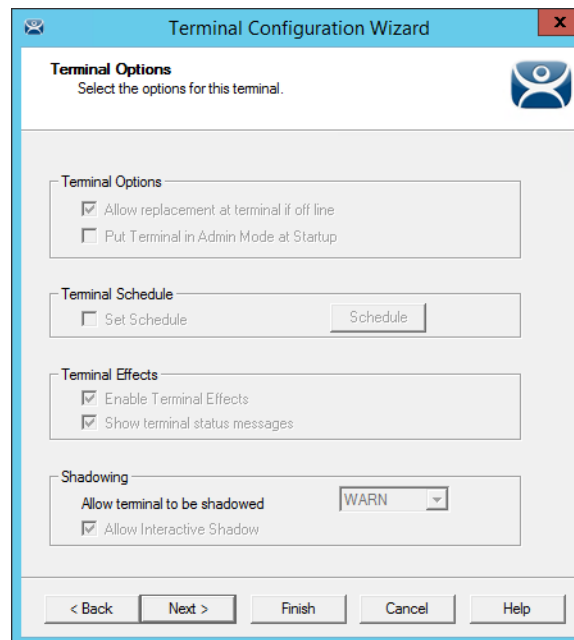 Terminal Configuration Wizard
x
Terminal Options
Select the options for this terminal.
Terminal Options
Allow replacement at terminal if off line
Put Terminal in Admin Mode at Startup
Terminal Schedule
Set Schedule
Schedule
Terminal Effects
Enable Terminal Effects
Show terminal status messages
Shadowing
Allow terminal to be shadowed
WARN
Allow Interactive Shadow
< Back
Next >
Finish
Cancel
Help